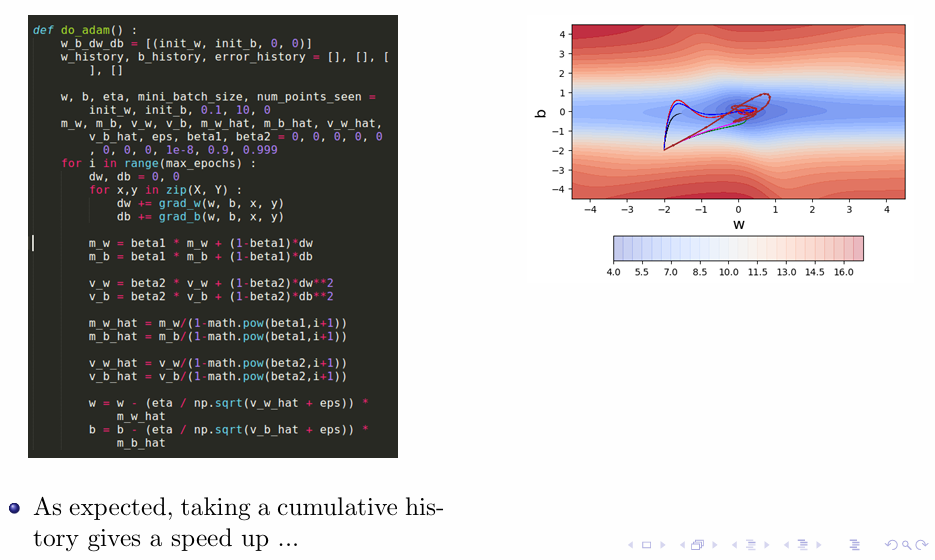 def do_adam() :
w_b_dw_db = [(init_w, init_b, 0, 0)]
w_history, b_history, error_history = [], [], [
], []
w, b, eta, mini_batch_size, num_points_seen =
init_w, init_b, 0.1, 10, 0
m_w, m_b, v_w, v_b, m_w_hat, m_b_hat, v_w_hat,
v_b_hat, eps, beta1, beta2 = 0, 0, 0, 0, 0
, 0, 0, 0, 1e-8, 0.9, 0.999
for i in range(max_epochs) :
dw, db = 0, 0
for x,y in zip(X, Y) :
dw += grad_w(w, b, x, y)
db += grad_b(w, b, x, y)
m_w = beta1 * m_w + (1-beta1)*dw
m_b = beta1 * m_b + (1-beta1)*db
v_w = beta2 * v_w + (1-beta2)*dw**2
v_b = beta2 * v_b + (1-beta2)*db**2
m_w_hat = m_w/(1-math.pow(beta1,i+1))
m_b_hat = m_b/(1-math.pow(beta1,i+1))
v_w_hat = v_w/(1-math.pow(beta2,i+1))
v_b_hat = v_b/(1-math.pow(beta2,i+1))
w = w - (eta / np.sqrt(v_w_hat + eps)) *
m_w_hat
b = b - (eta / np.sqrt(v_b_hat + eps)) *
m_b_hat
4
3
2
1
0
−1
−2
−3
−4
b
−4 −3 −2 −1 0 1 2 3 4
w
4.0 5.5 7.0 8.5 10.0 11.5 13.0 14.5 16.0
As expected, taking a cumulative his-
tory gives a speed up ...